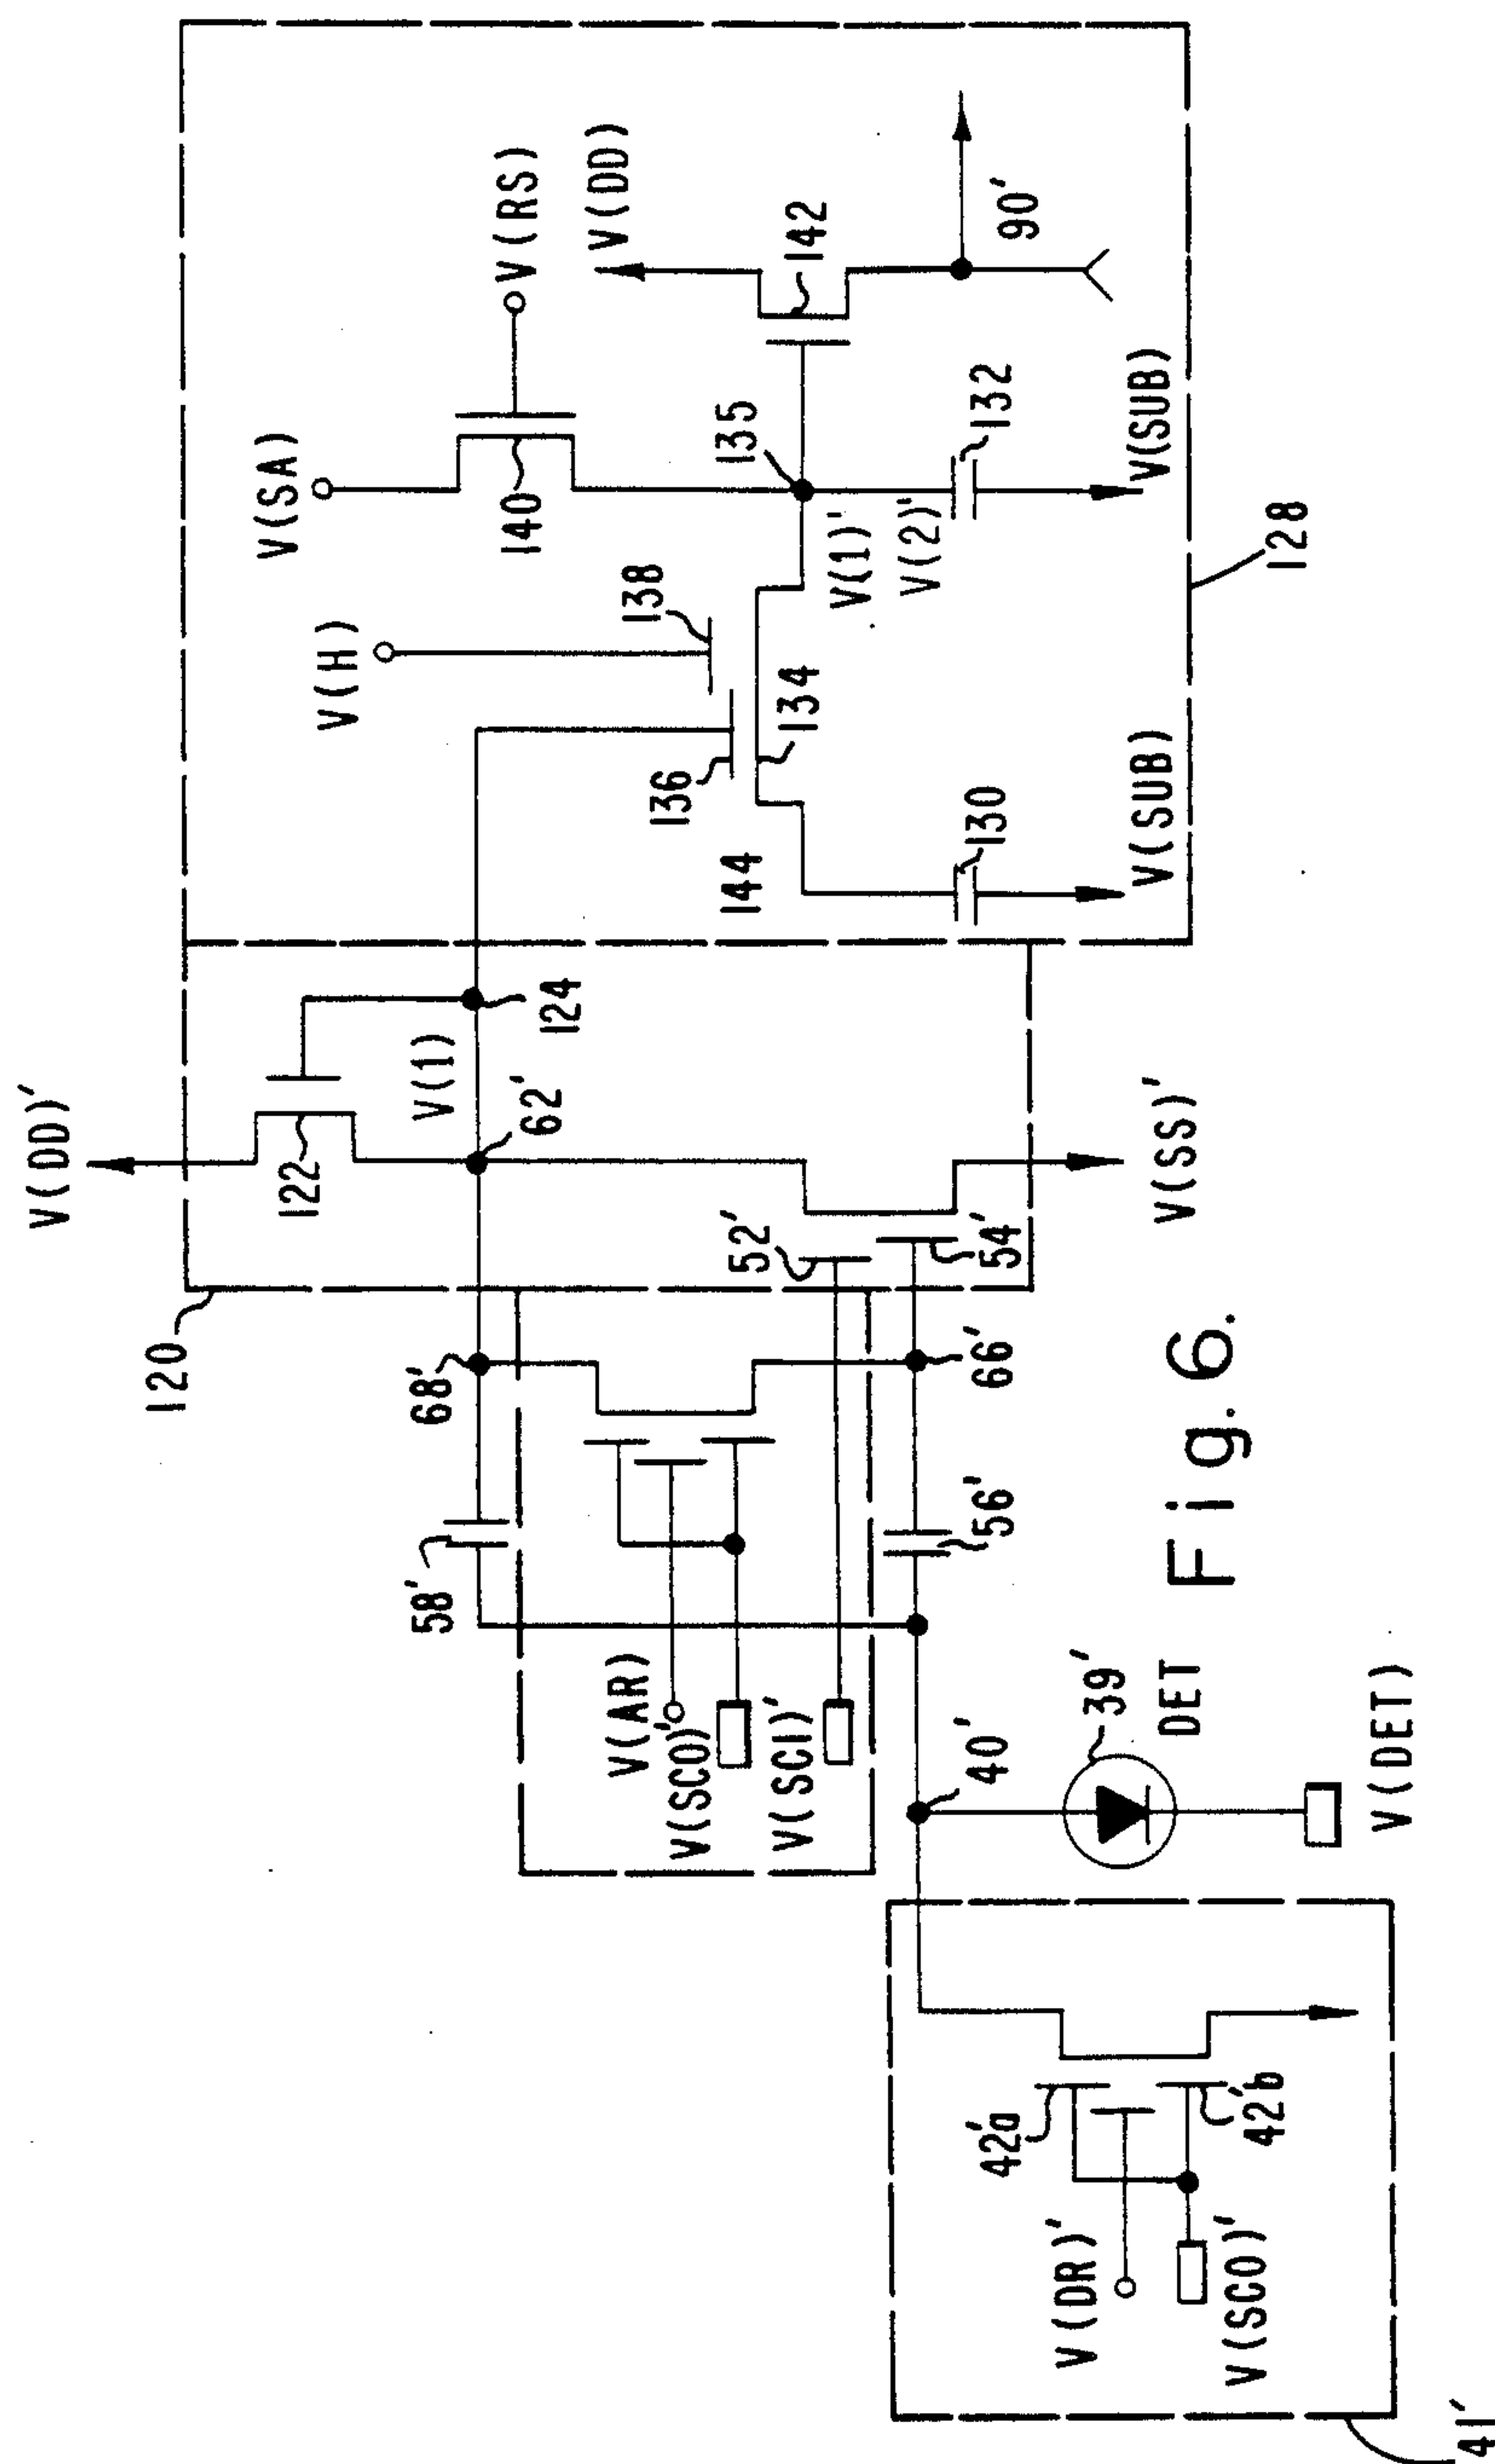 V(DD)'
120
122
V(1)
62'
124
68'
58'
V(AR)'
V(SCO)'
V(SCI)'
52'
54'
66'
56'
40'
39'
DET
V(DET)
V(SS)'
42'a
42'b
V(DR)'
V(SCO)'
41'
V(SA)
V(RS)
V(DD)
V(H)
140
142
138
136
134
135
V(1)'
V(2)'
144
130
132
90'
V(SUB)
V(SUB)
128
Fig. 6.